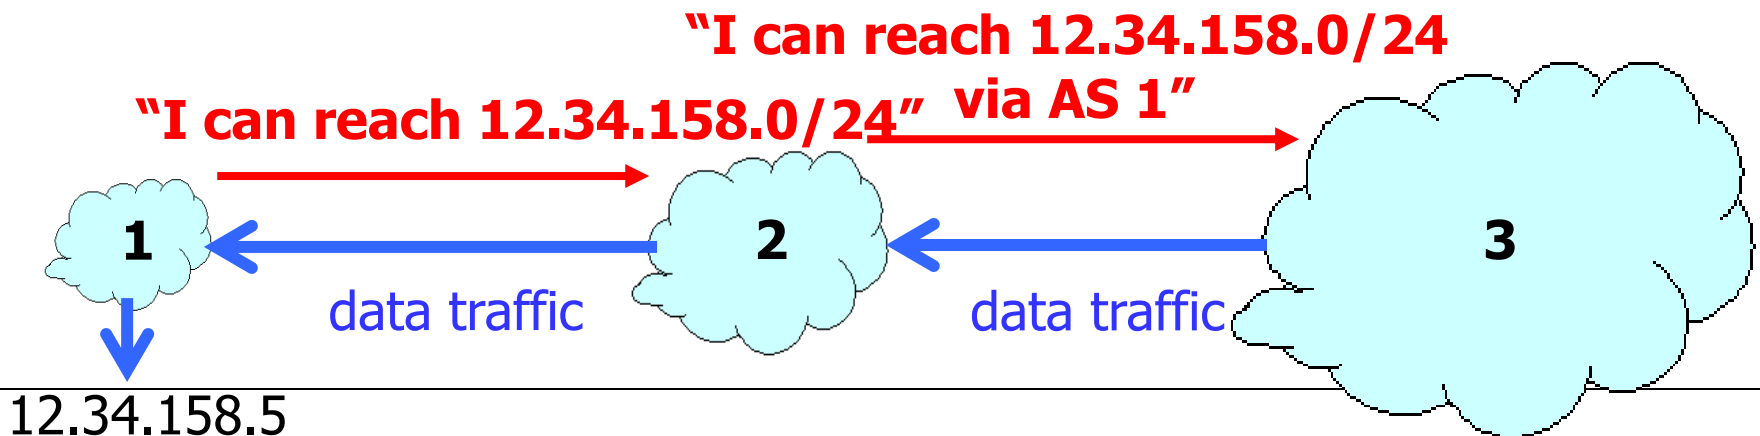 “I can reach 12.34.158.0/24
via AS 1”
“I can reach 12.34.158.0/24”
1
2
3
data traffic
data traffic
12.34.158.5